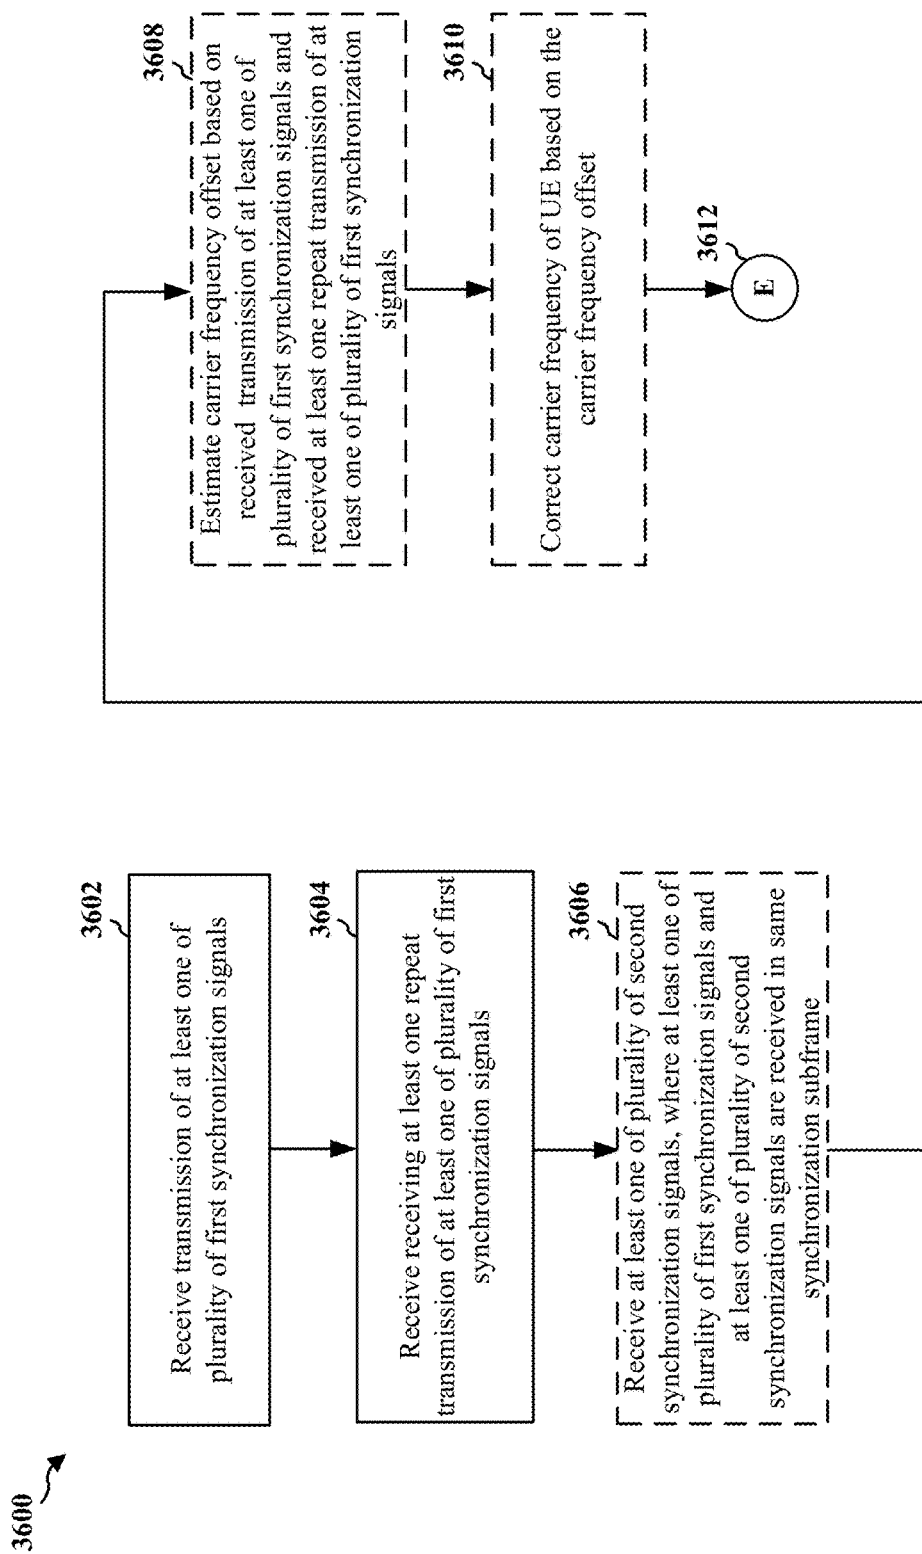 3600
3602
Receive transmission of at least one of
plurality of first synchronization signals
3604
Receive receiving at least one repeat
transmission of at least one of plurality of first
synchronization signals
3606
Receive at least one of plurality of second
synchronization signals, where at least one of
plurality of first synchronization signals and
at least one of plurality of second
synchronization signals are received in same
synchronization subframe
3608
Estimate carrier frequency offset based on
received transmission of at least one of
plurality of first synchronization signals and
received at least one repeat transmission of at
least one of plurality of first synchronization
signals
3610
Correct carrier frequency of UE based on the
carrier frequency offset
3612
E